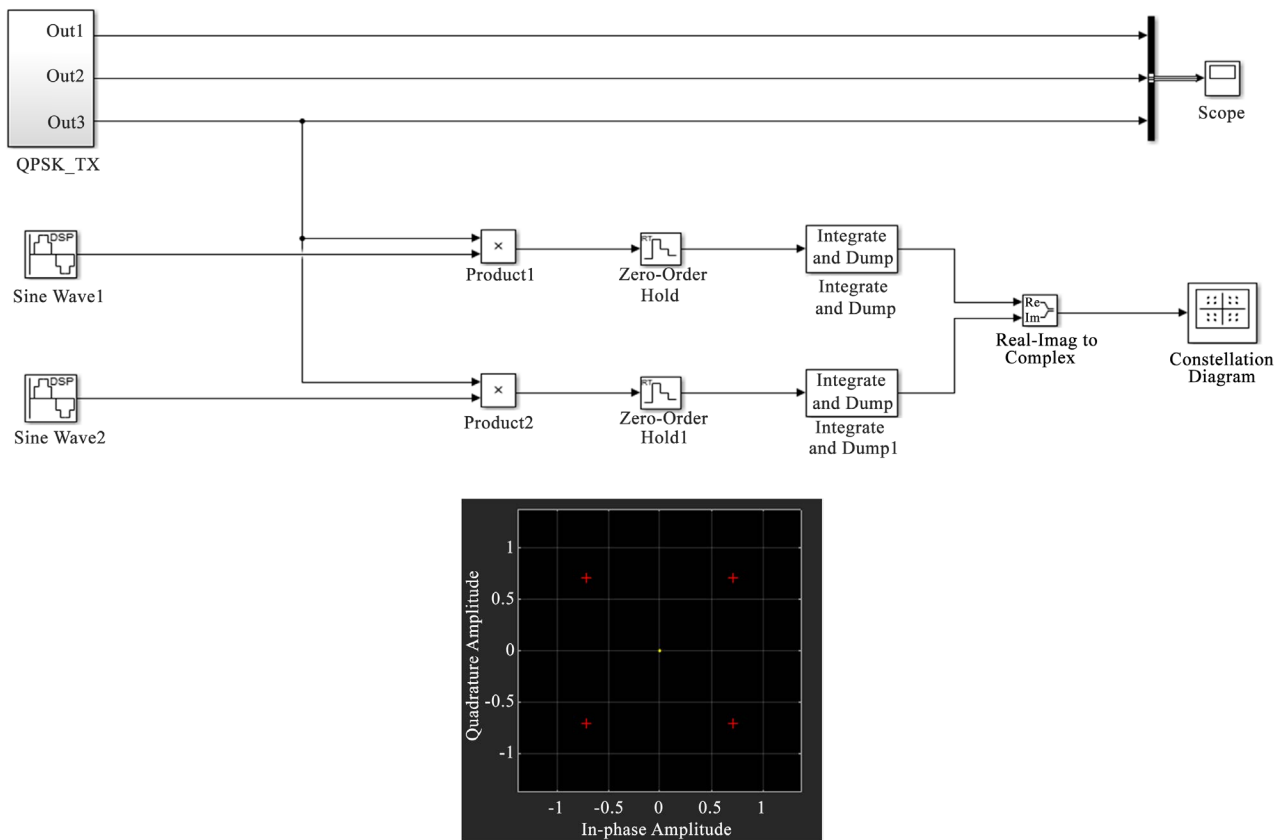 Out1
Out2
Out3
QPSK_TX
Scope
DSP
Sine Wave1
×
Product1
RT
Zero-Order
Hold
Integrate
and Dump
Integrate
and Dump
Re
Im
Real-Imag to
Complex
Constellation
Diagram
DSP
Sine Wave2
×
Product2
RT
Zero-Order
Hold1
Integrate
and Dump
Integrate
and Dump1
Quadrature Amplitude
1
0.5
0
-0.5
-1
-1 -0.5 0 0.5 1
In-phase Amplitude